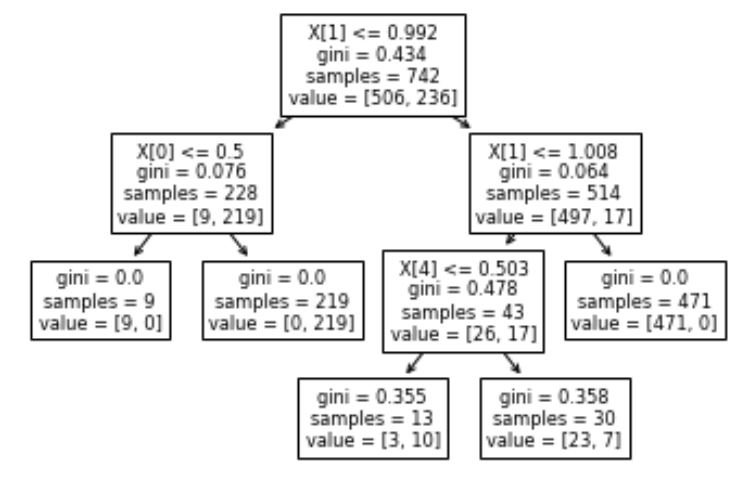 X[1] <= 0.992
gini = 0.434
samples = 742
value = [506, 236]
X[0] <= 0.5
gini = 0.076
samples = 228
value = [9, 219]
X[1] <= 1.008
gini = 0.064
samples = 514
value = [497, 17]
gini = 0.0
samples = 9
value = [9, 0]
gini = 0.0
samples = 219
value = [0, 219]
X[4] <= 0.503
gini = 0.478
samples = 43
value = [26, 17]
gini = 0.0
samples = 471
value = [471, 0]
gini = 0.355
samples = 13
value = [3, 10]
gini = 0.358
samples = 30
value = [23, 7]